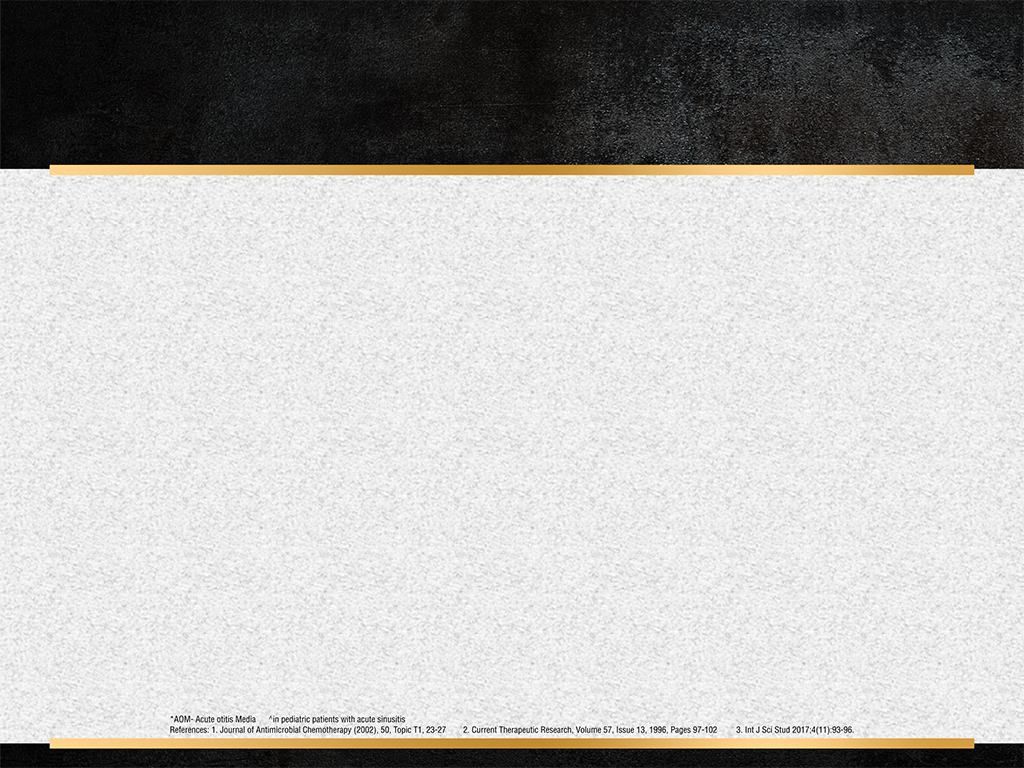 *AOM- Acute otitis Media ^in pediatric patients with acute sinusitis
References: 1. Journal of Antimicrobial Chemotherapy (2002), 50, Topic T1, 23-27 2. Current Therapeutic Research, Volume 57, Issue 13, 1996, Pages 97-102 3. Int J Sci Stud 2017;4(11):93-96.